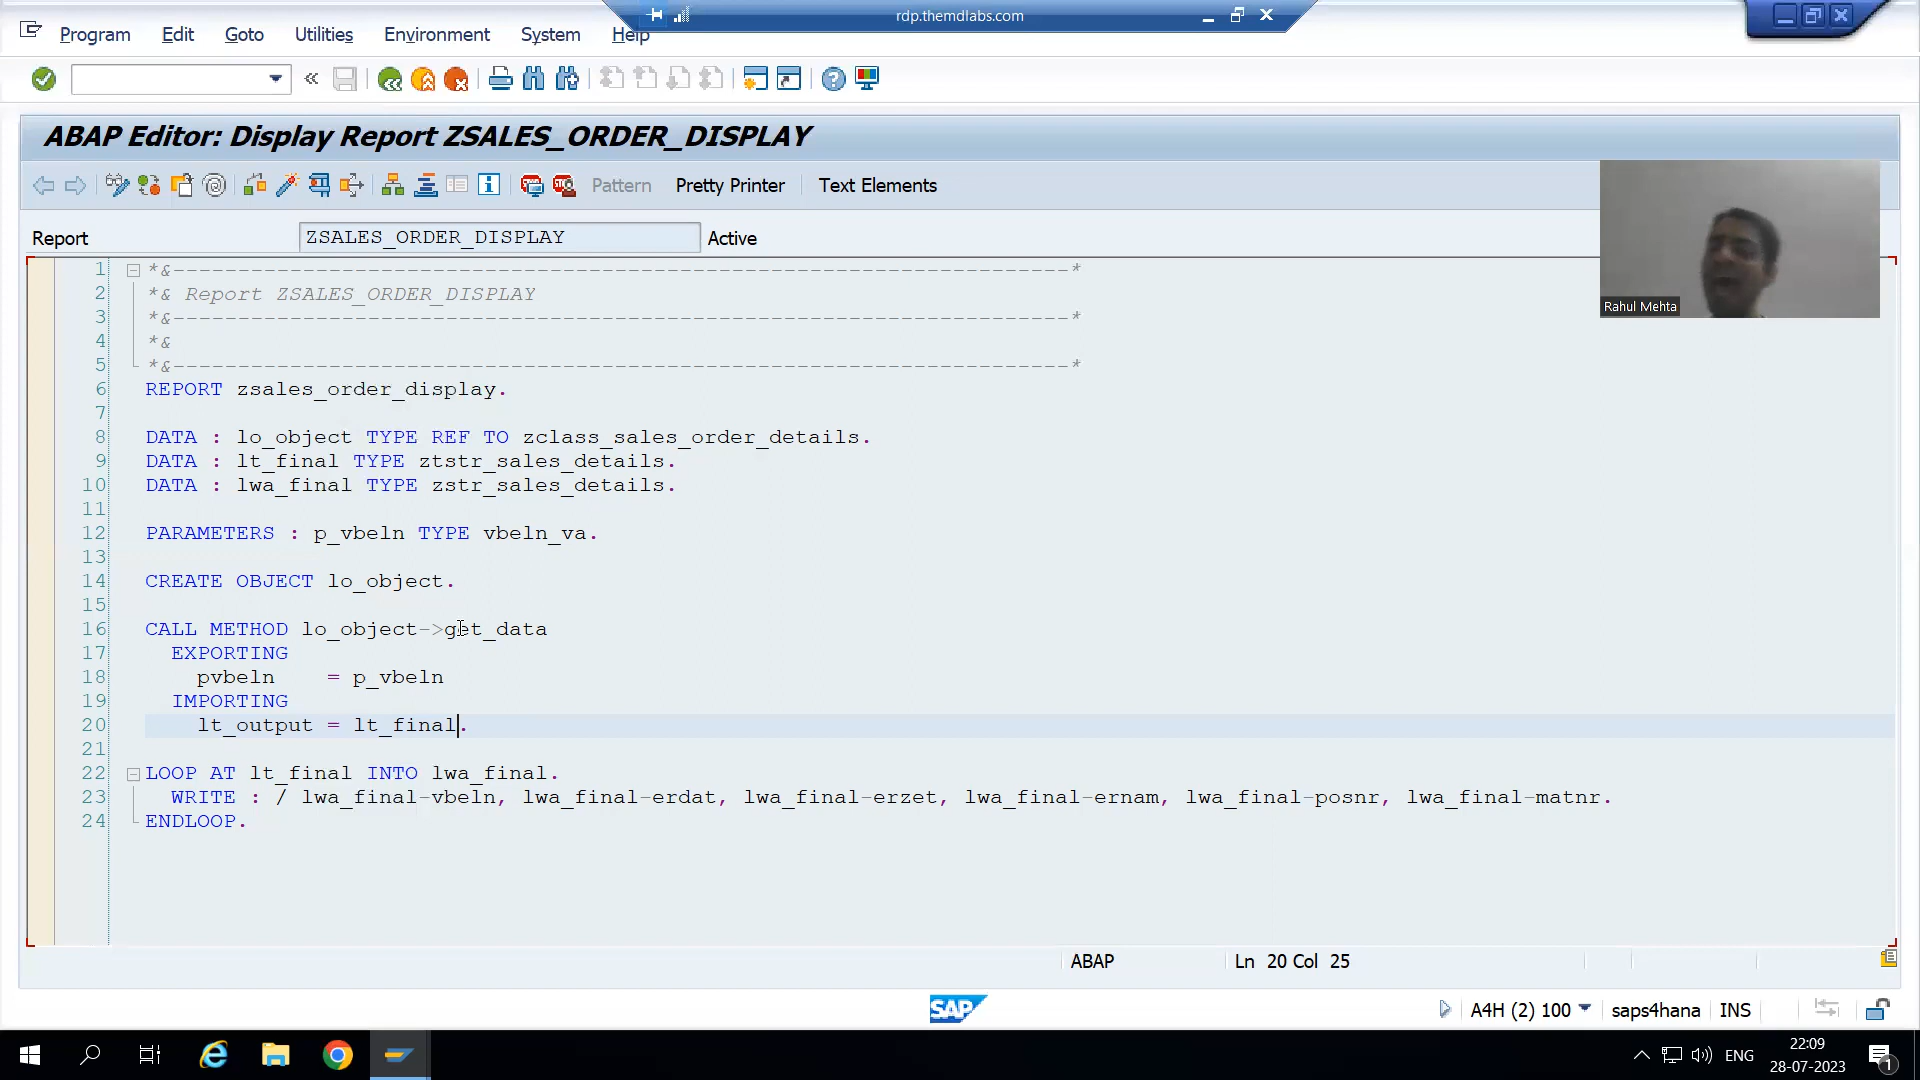 rdp.themdlabs.com
Program Edit Goto Utilities Environment System Help
ABAP Editor: Display Report ZSALES_ORDER_DISPLAY
Pattern Pretty Printer Text Elements
Report ZSALES_ORDER_DISPLAY Active
Rahul Mehta
1 *&---------------------------------------------------------------------*
2 *& Report ZSALES_ORDER_DISPLAY
3 *&---------------------------------------------------------------------*
4 *&
5 *&---------------------------------------------------------------------*
6 REPORT zsales_order_display.
7
8 DATA : lo_object TYPE REF TO zclass_sales_order_details.
9 DATA : lt_final TYPE ztstr_sales_details.
10 DATA : lwa_final TYPE zstr_sales_details.
11
12 PARAMETERS : p_vbeln TYPE vbeln_va.
13
14 CREATE OBJECT lo_object.
15
16 CALL METHOD lo_object->get_data
17 EXPORTING
18 pvbeln = p_vbeln
19 IMPORTING
20 lt_output = lt_final.
21
22 LOOP AT lt_final INTO lwa_final.
23 WRITE : / lwa_final-vbeln, lwa_final-erdat, lwa_final-erzet, lwa_final-ernam, lwa_final-posnr, lwa_final-matnr.
24 ENDLOOP.
ABAP Ln 20 Col 25
SAP A4H (2) 100 saps4hana INS
ENG 22:09
28-07-2023 1